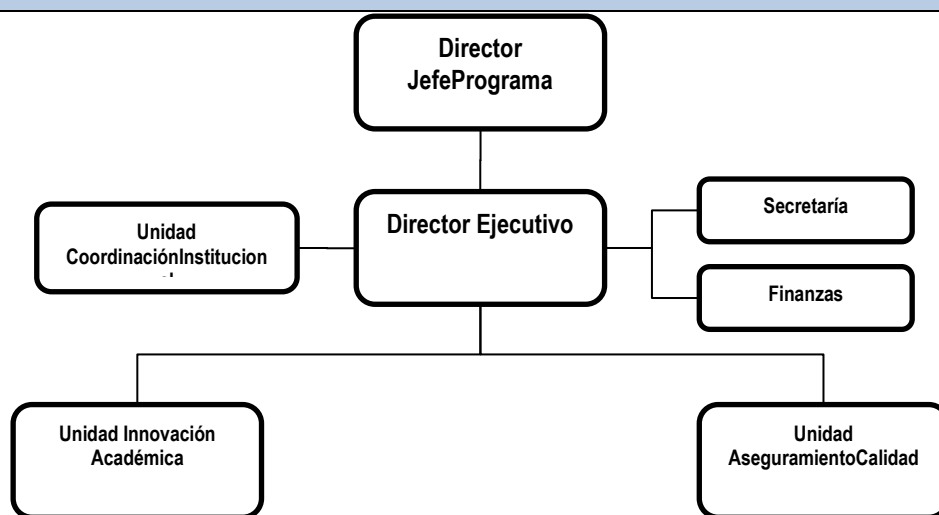 Director
JefePrograma
Director Ejecutivo
Unidad
CoordinaciónInstitucion
Secretaría
Finanzas
Unidad Innovación
Académica
Unidad
AseguramientoCalidad